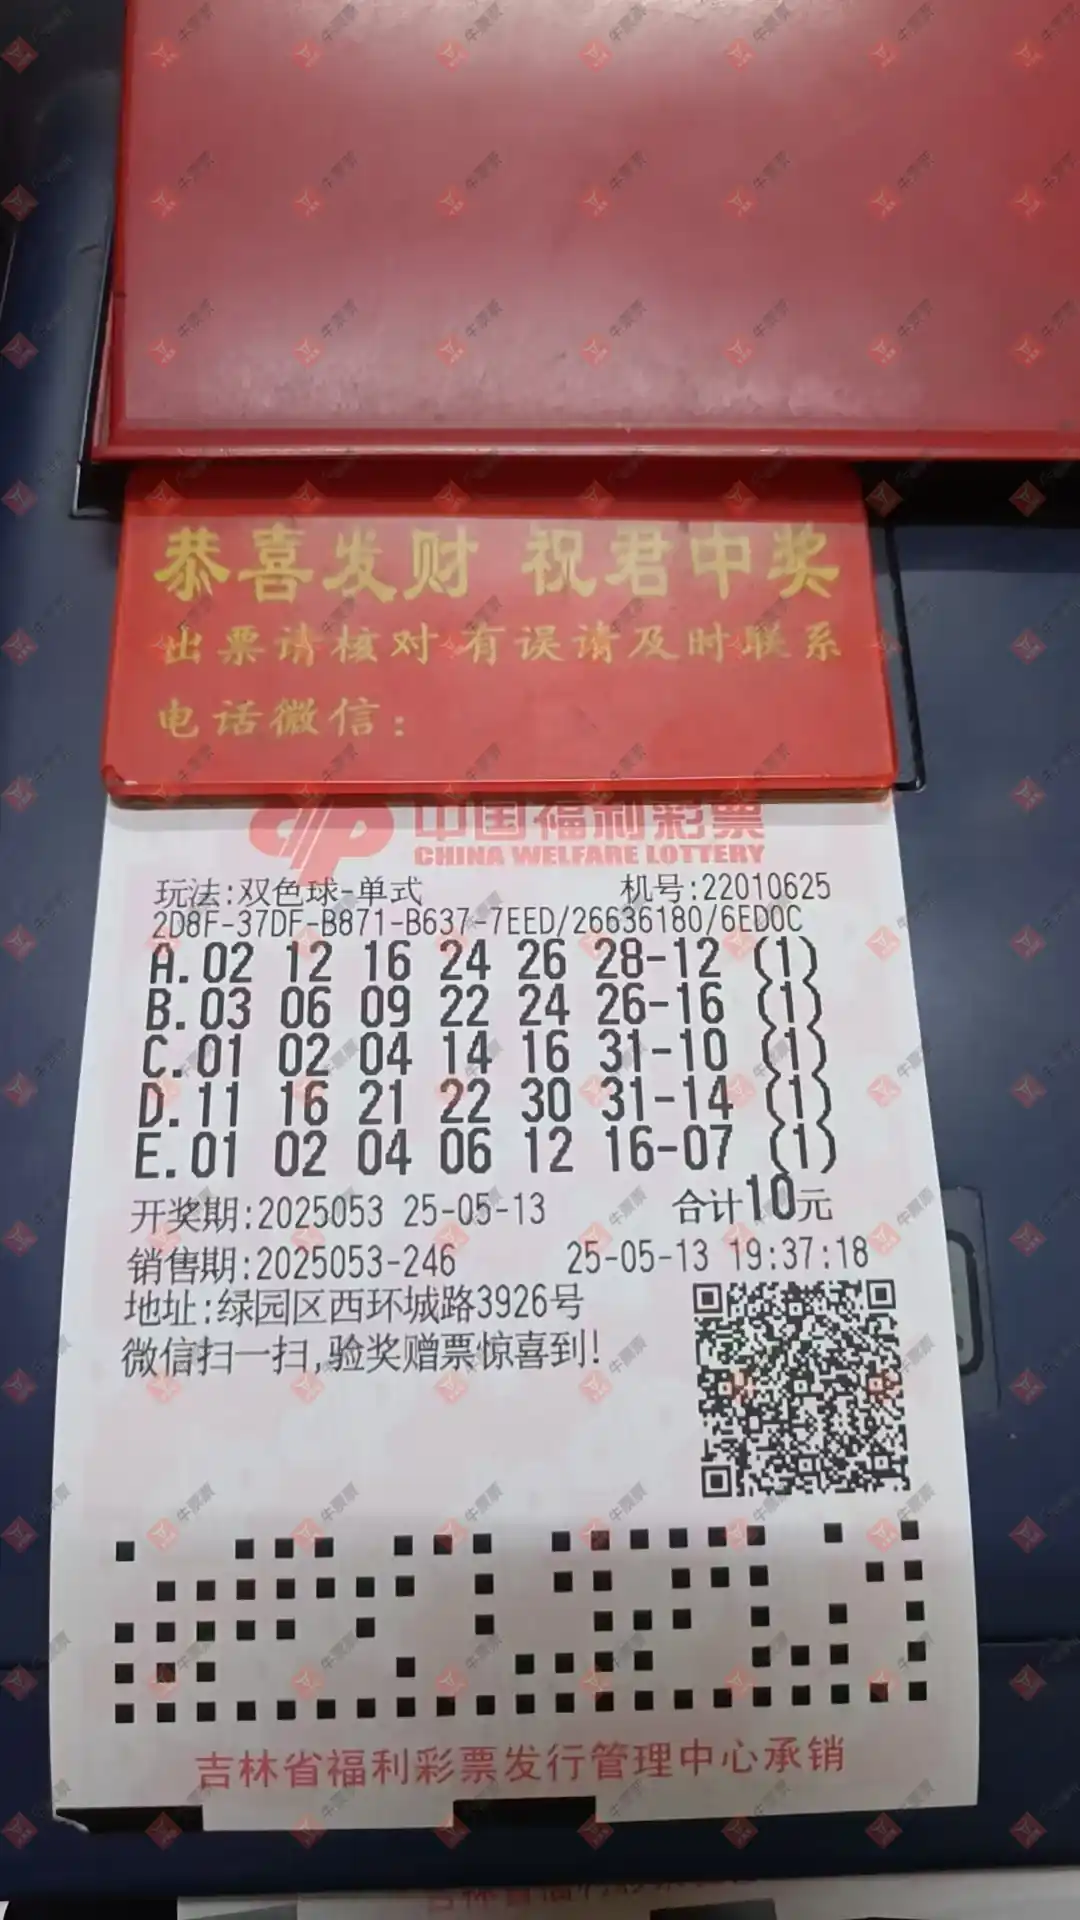 恭喜发财 祝君中奖
出票请核对 有误请及时联系
电话微信：
中国福利彩票
CHINA WELFARE LOTTERY
玩法:双色球-单式 机号:22010625
2D8F-37DF-B871-B637-7EED/26636180/6ED0C
A.02 12 16 24 26 28-12 (1)
B.03 06 09 22 24 26-16 (1)
C.01 02 04 14 16 31-10 (1)
D.11 16 21 22 30 31-14 (1)
E.01 02 04 06 12 16-07 (1)
开奖期:2025053 25-05-13 合计10元
销售期:2025053-246 25-05-13 19:37:18
地址:绿园区西环城路3926号
微信扫一扫,验奖赠票惊喜到!
吉林省福利彩票发行管理中心承销